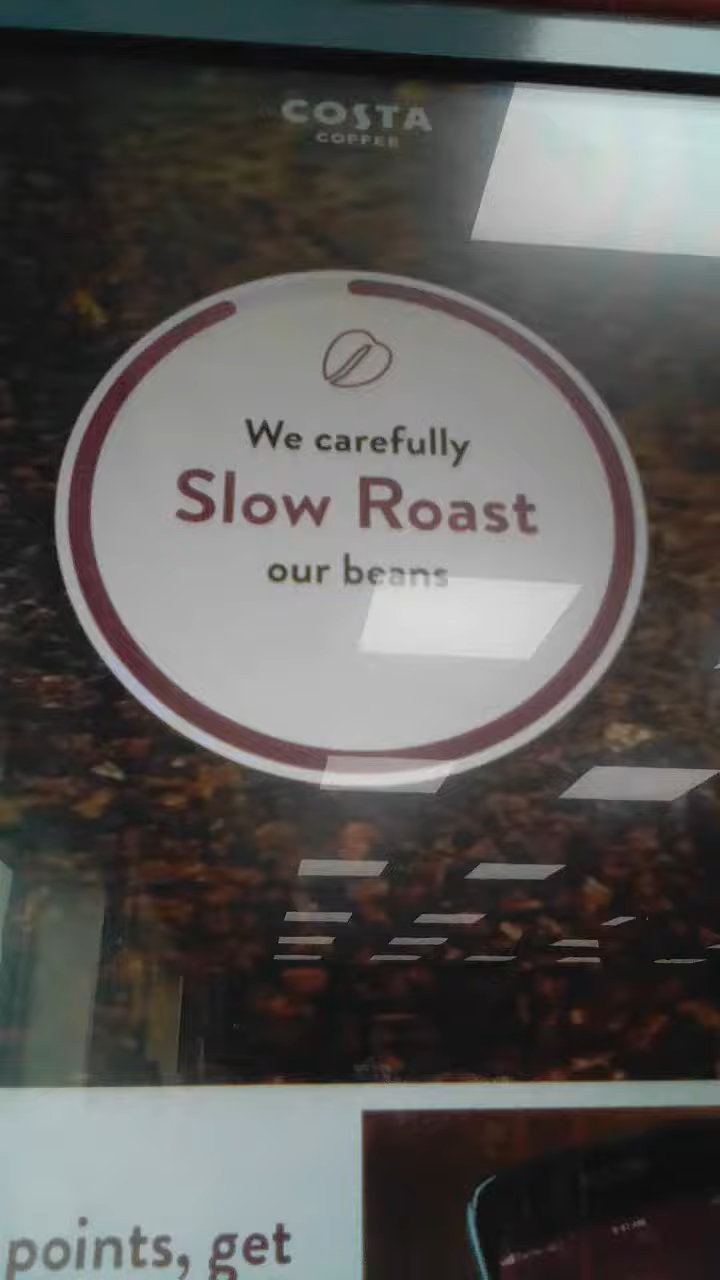 COSTA
COFFEE
We carefully
Slow Roast
our beans
points, get